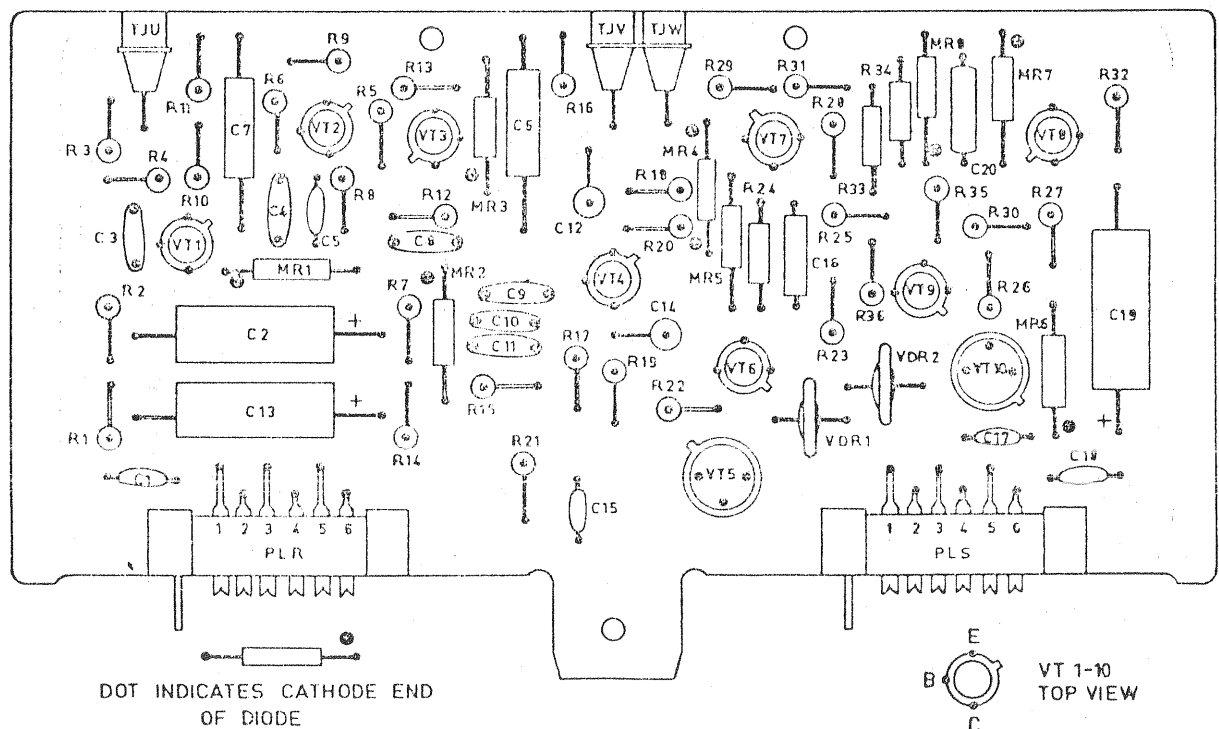 TJU
TJV
TJW
R9
R13
R29
R31
R34
MR8
MR7
R32
R11
R6
R5
R16
R20
C7
VT2
VT3
C5
VT7
VT8
R3
R4
MR4
C20
R10
R8
R12
MR3
R18
R24
R33
R35
R27
C3
C4
C5
C12
R30
VT1
C8
R20
R25
MR1
MR2
MR5
C16
R2
R7
C9
VT4
C14
R36
VT9
R26
MR6
C19
C2
C10
C11
R17
R19
R23
VDR2
VT6
VT10
C13
R15
R22
VDR1
R1
R14
R21
VT5
C17
C18
C1
C15
1 2 3 4 5 6
PLR
1 2 3 4 5 6
PLS
DOT INDICATES CATHODE END
OF DIODE
E
B
C
VT 1-10
TOP VIEW